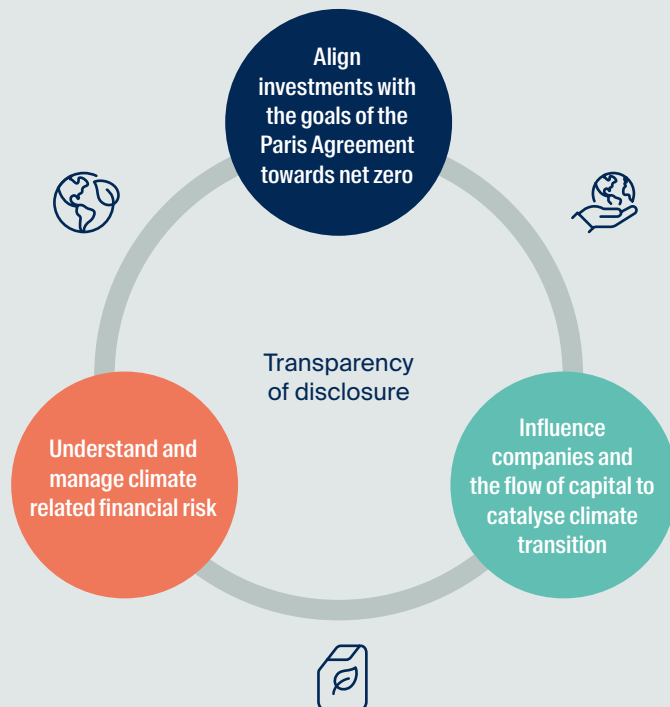 Align
investments with
the goals of the
Paris Agreement
towards net zero
Transparency
of disclosure
Understand and
manage climate
related financial risk
Influence
companies and
the flow of capital to
catalyse climate
transition